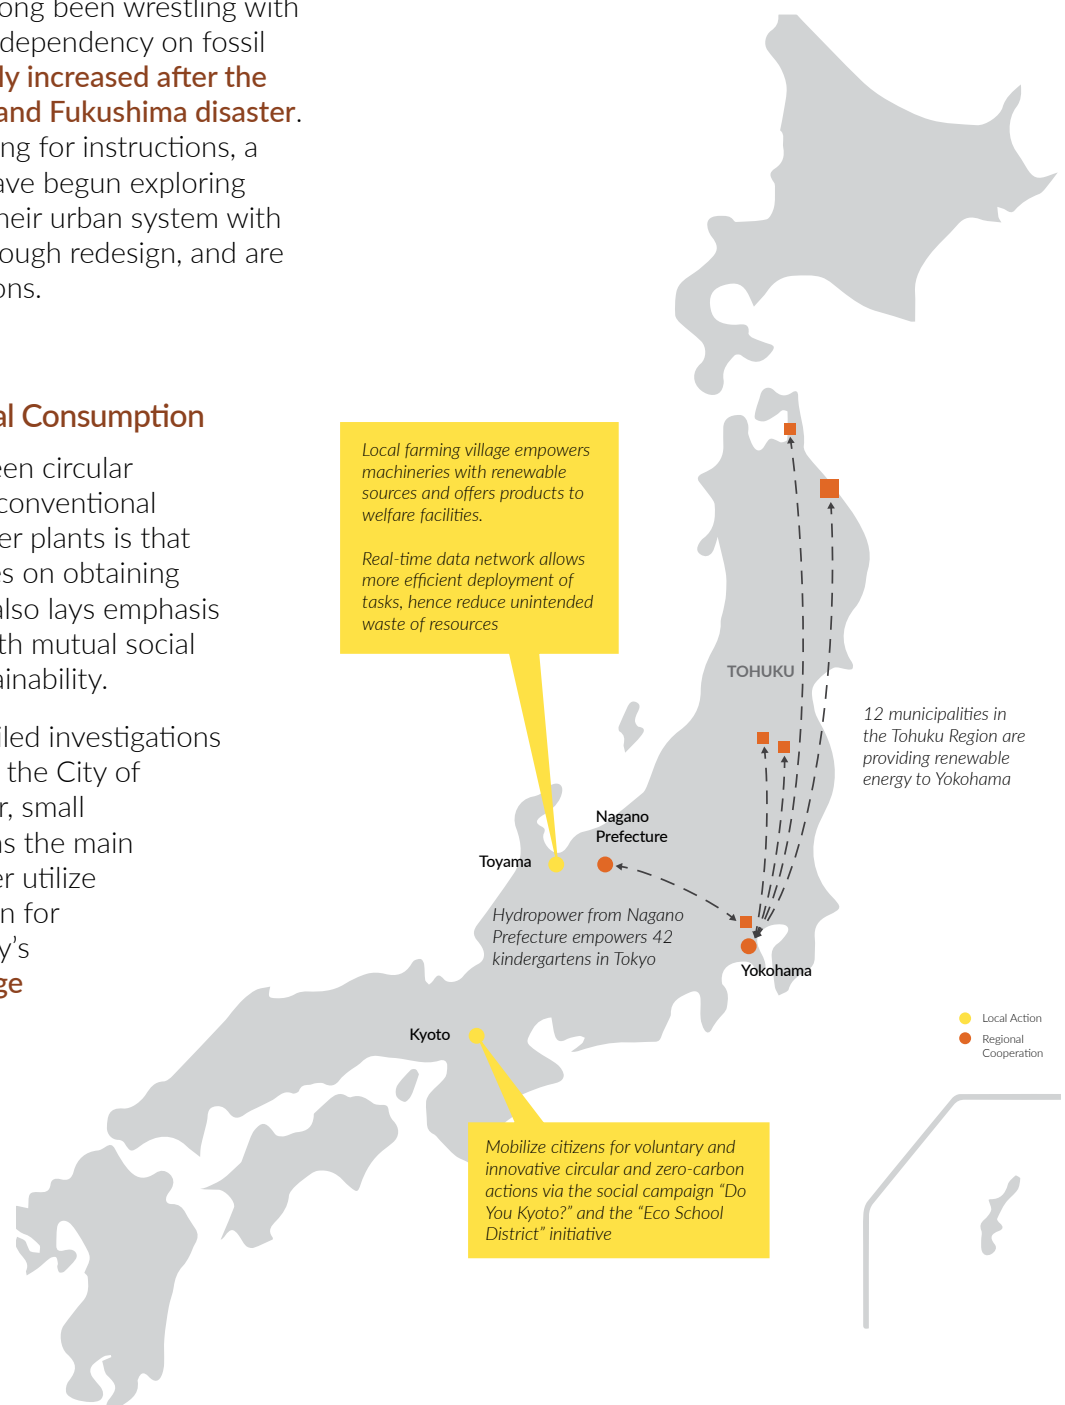 ong been wrestling with
dependency on fossil
ly increased after the
and Fukushima disaster.
ng for instructions, a
ave begun exploring
heir urban system with
ough redesign, and are
ons.
al Consumption
een circular
conventional
er plants is that
es on obtaining
also lays emphasis
th mutual social
ainability.
iled investigations
the City of
r, small
as the main
er utilize
n for
y's
ge
Local farming village empowers
machineries with renewable
sources and offers products to
welfare facilities.
Real-time data network allows
more efficient deployment of
tasks, hence reduce unintended
waste of resources
TOHUKU
12 municipalities in
the Tohuku Region are
providing renewable
energy to Yokohama
Nagano
Prefecture
Toyama
Hydropower from Nagano
Prefecture empowers 42
kindergartens in Tokyo
Yokohama
Kyoto
Local Action
Regional
Cooperation
Mobilize citizens for voluntary and
innovative circular and zero-carbon
actions via the social campaign “Do
You Kyoto?” and the “Eco School
District” initiative